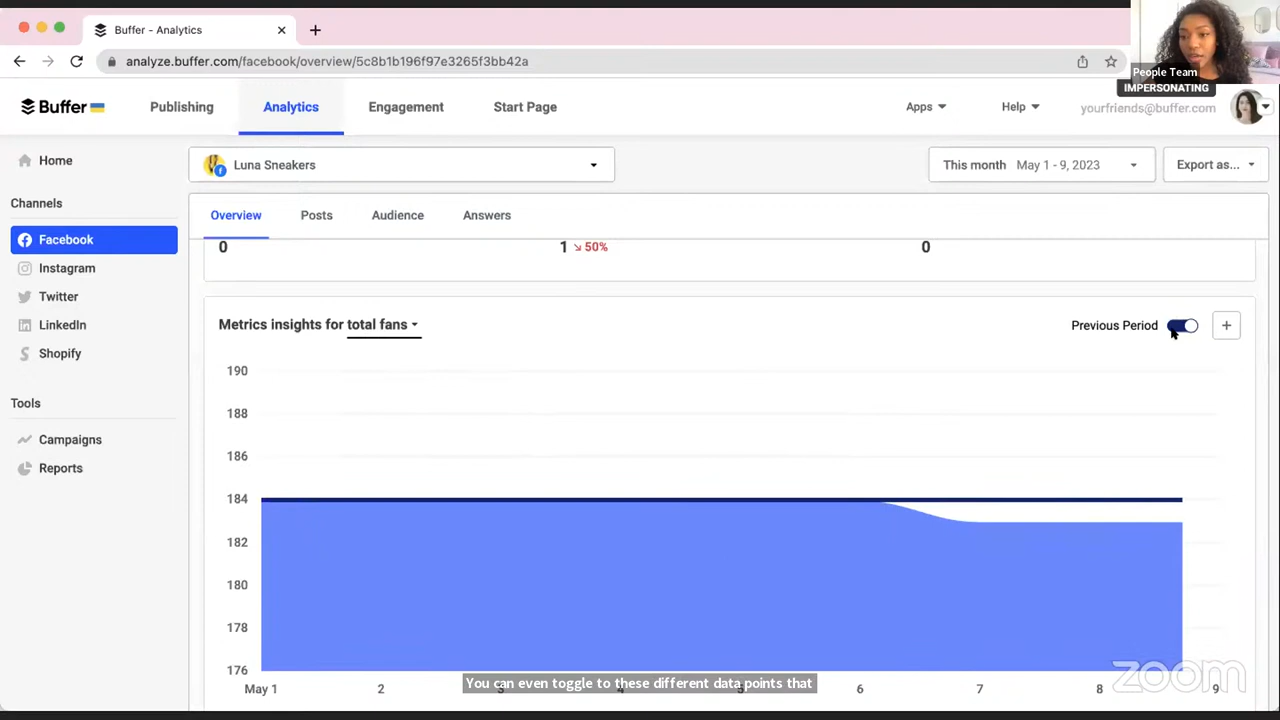 Buffer - Analytics
analyze.buffer.com/facebook/overview/5c8b1b196f97e3265f3bb42a
People Team
IMPERSONATING
Buffer
Publishing
Analytics
Engagement
Start Page
Apps
Help
yourfriends@buffer.com
Home
Luna Sneakers
This month May 1 - 9, 2023
Export as...
Channels
Overview
Posts
Audience
Answers
Facebook
0
1 ↘ 50%
0
Instagram
Twitter
LinkedIn
Shopify
Tools
Campaigns
Reports
Metrics insights for total fans
Previous Period
+
190
188
186
184
182
180
178
176
May 1
2
6
7
8
9
You can even toggle to these different data points that
zoom